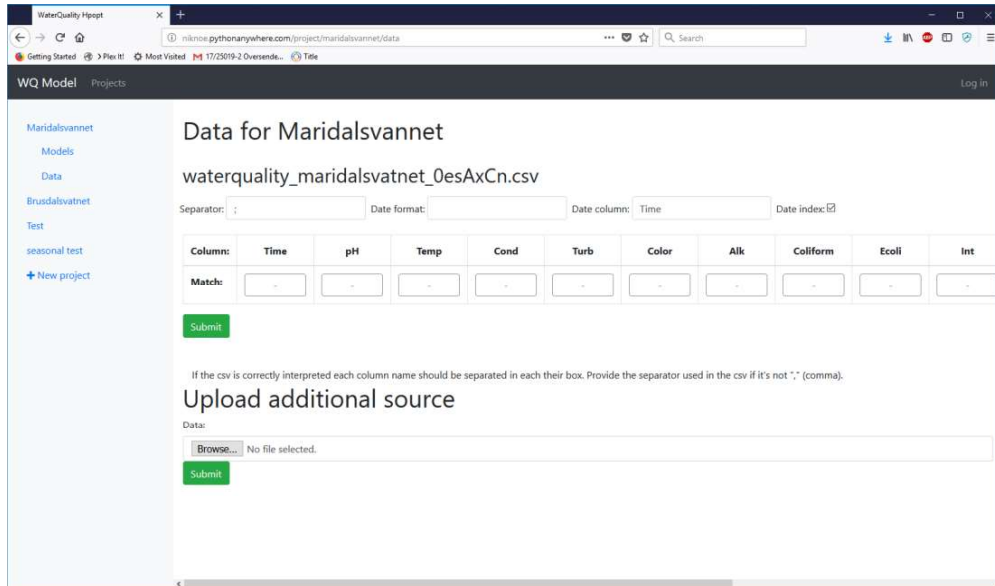 WaterQuality Hpopt
niknoe.pythonanywhere.com/project/maridalsvannet/data
Search
Getting Started > Plex It! Most Visited 17/25019-2 Oversende... Title
WQ Model Projects Log in
Maridalsvannet
Models
Data
Brusdalsvatnet
Test
seasonal test
+ New project
Data for Maridalsvannet
waterquality_maridalsvatnet_0esAxCn.csv
Separator: ; Date format: Date column: Time Date index:
Column: Time pH Temp Cond Turb Color Alk Coliform Ecoli Int
Match: - - - - - - - - - -
Submit
If the csv is correctly interpreted each column name should be separated in each their box. Provide the separator used in the csv if it's not "," (comma).
Upload additional source
Data:
Browse... No file selected.
Submit